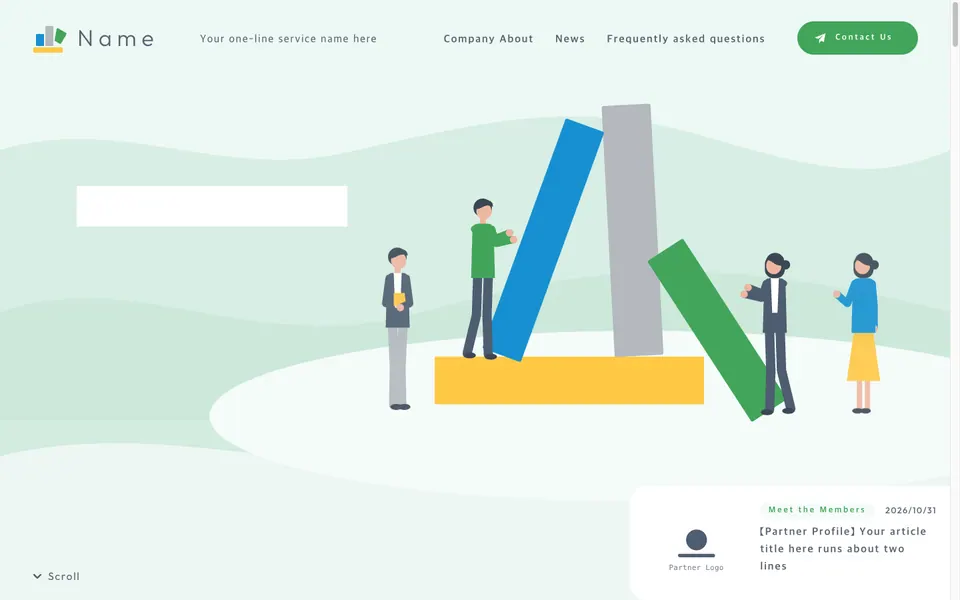 Name
Your one-line service name here
Company About
News
Frequently asked questions
Contact Us
Meet the Members
2026/10/31
【Partner Profile】Your article
title here runs about two
lines
Partner Logo
Scroll